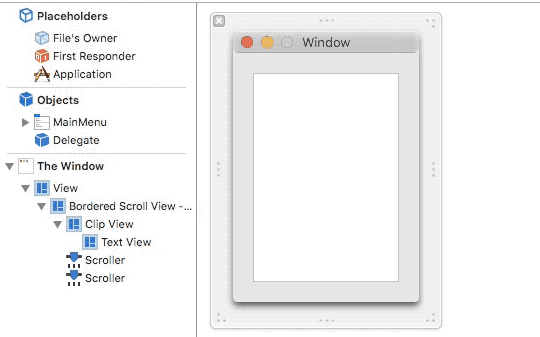 Placeholders
File's Owner
First Responder
Application
Objects
MainMenu
Delegate
The Window
View
Bordered Scroll View -...
Clip View
Text View
Scroller
Scroller
Window